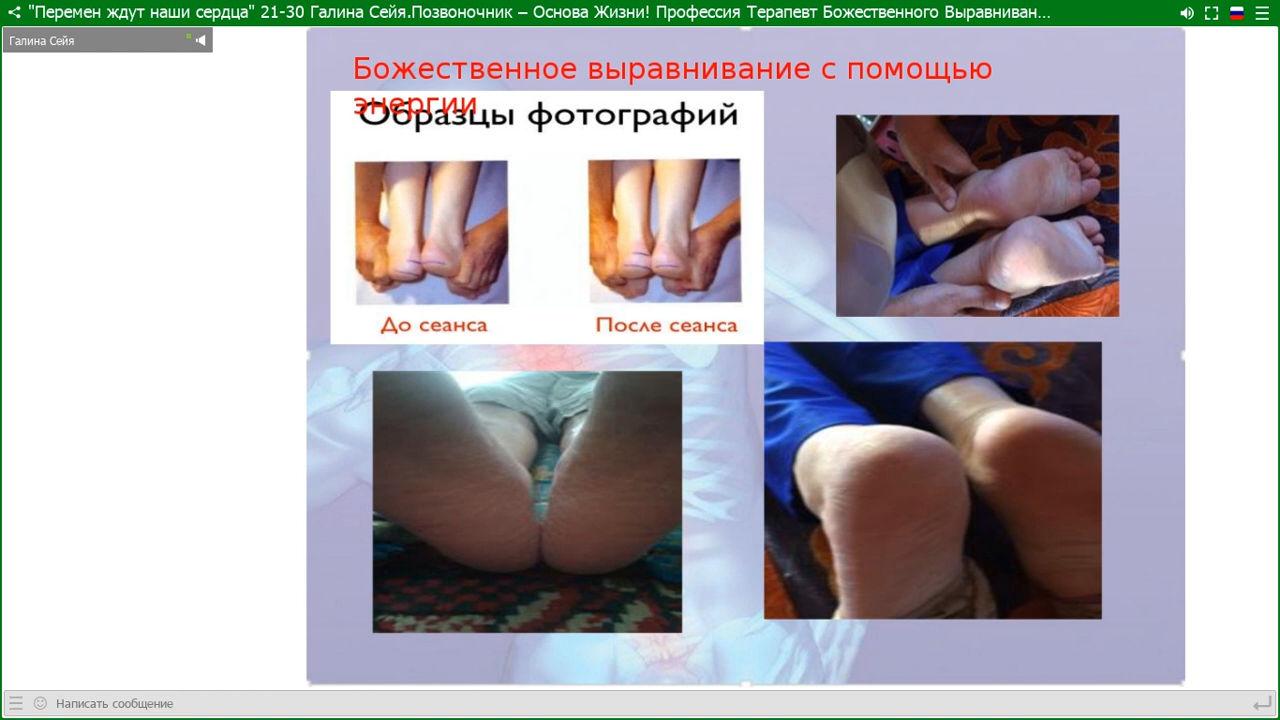 "Перемен ждут наши сердца" 21-30 Галина Сейя.Позвоночник – Основа Жизни! Профессия Терапевт Божественного Выравниван...
Галина Сейя
Божественное выравнивание с помощью
энергии
Образцы фотографий
До сеанса
После сеанса
Написать сообщение